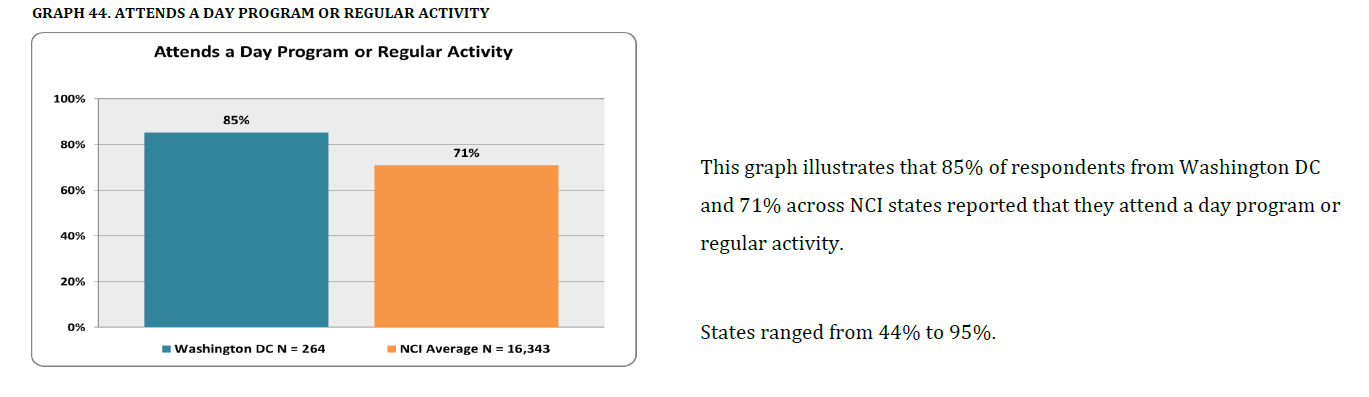 GRAPH 44. ATTENDS A DAY PROGRAM OR REGULAR ACTIVITY
Attends a Day Program or Regular Activity
100%
85%
80%
71%
60%
40%
20%
0%
Washington DC N = 264
NCI Average N = 16,343
This graph illustrates that 85% of respondents from Washington DC
and 71% across NCI states reported that they attend a day program or
regular activity.
States ranged from 44% to 95%.